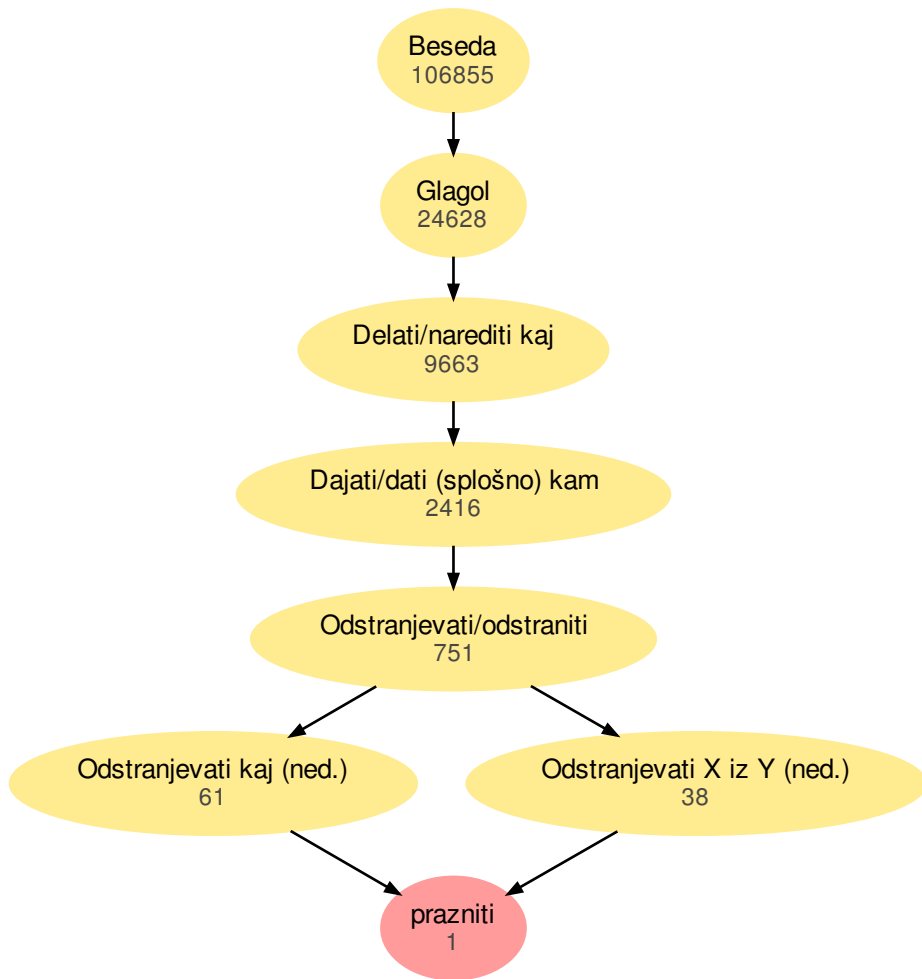 Beseda
106855
Glagol
24628
Delati/narediti kaj
9663
Dajati/dati (splošno) kam
2416
Odstranjevati/odstraniti
751
Odstranjevati kaj (ned.)
61
Odstranjevati X iz Y (ned.)
38
prazniti
1